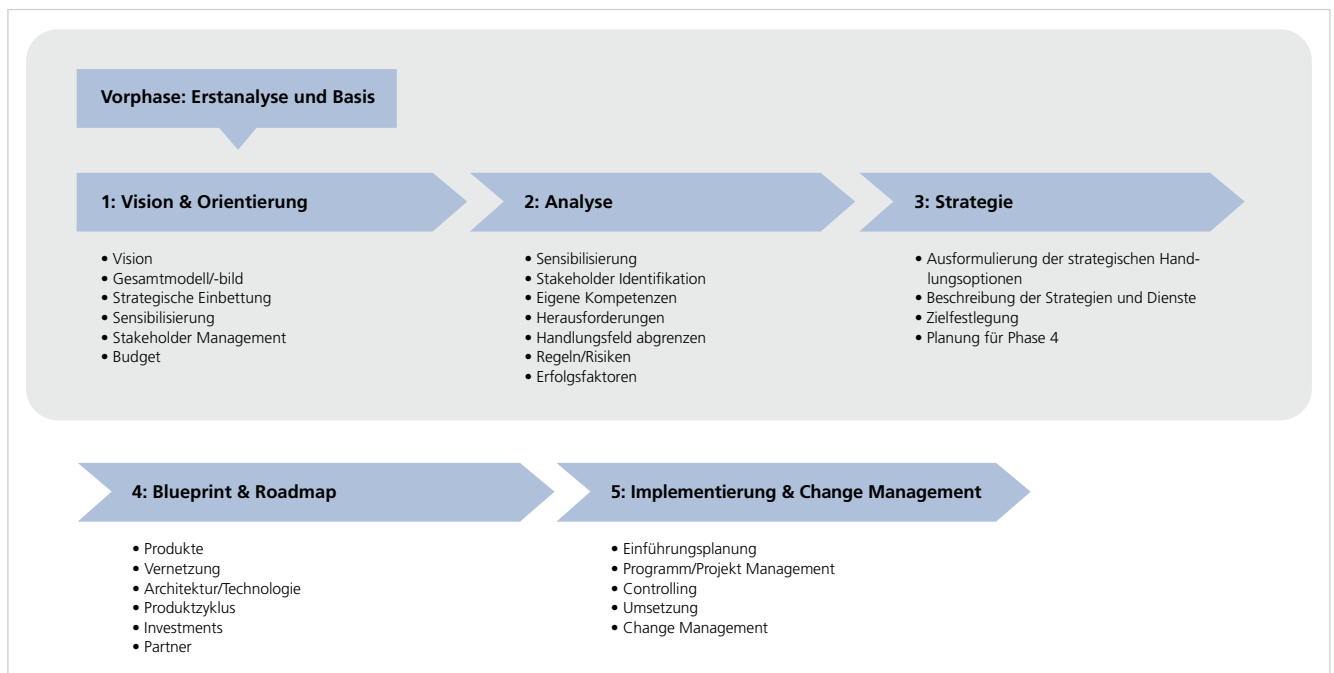 Vorphase: Erstanalyse und Basis
1: Vision & Orientierung
• Vision
• Gesamtmodell/-bild
• Strategische Einbettung
• Sensibilisierung
• Stakeholder Management
• Budget
2: Analyse
• Sensibilisierung
• Stakeholder Identifikation
• Eigene Kompetenzen
• Herausforderungen
• Handlungsfeld abgrenzen
• Regeln/Risiken
• Erfolgsfaktoren
3: Strategie
• Ausformulierung der strategischen Hand-
lungsoptionen
• Beschreibung der Strategien und Dienste
• Zielfestlegung
• Planung für Phase 4
4: Blueprint & Roadmap
• Produkte
• Vernetzung
• Architektur/Technologie
• Produktzyklus
• Investments
• Partner
5: Implementierung & Change Management
• Einführungsplanung
• Programm/Projekt Management
• Controlling
• Umsetzung
• Change Management